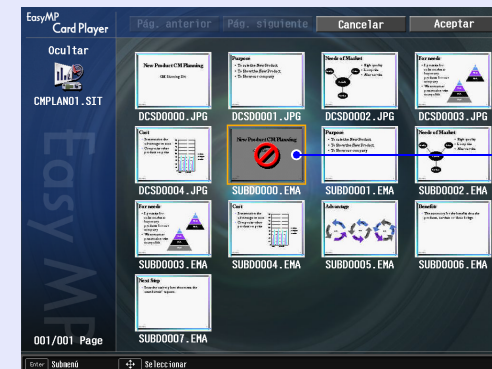 EasyMP
Card Player
Pág. anterior
Pág. siguiente
Cancelar
Aceptar
Ocultar
CMPLAN01.SIT
New Product CM Planning
Purpose
Needs of Market
For needs
DCSD0000.JPG
DCSD0001.JPG
DCSD0002.JPG
DCSD0003.JPG
Cost
New Product CM Planning
Purpose
Needs of Market
DCSD0004.JPG
SUBD0000.EMA
SUBD0001.EMA
SUBD0002.EMA
For needs
Cost
Advantage
Benefits
SUBD0003.EMA
SUBD0004.EMA
SUBD0005.EMA
SUBD0006.EMA
Next Step
SUBD0007.EMA
Easy MP
001/001 Page
Enter Submenú
Seleccionar